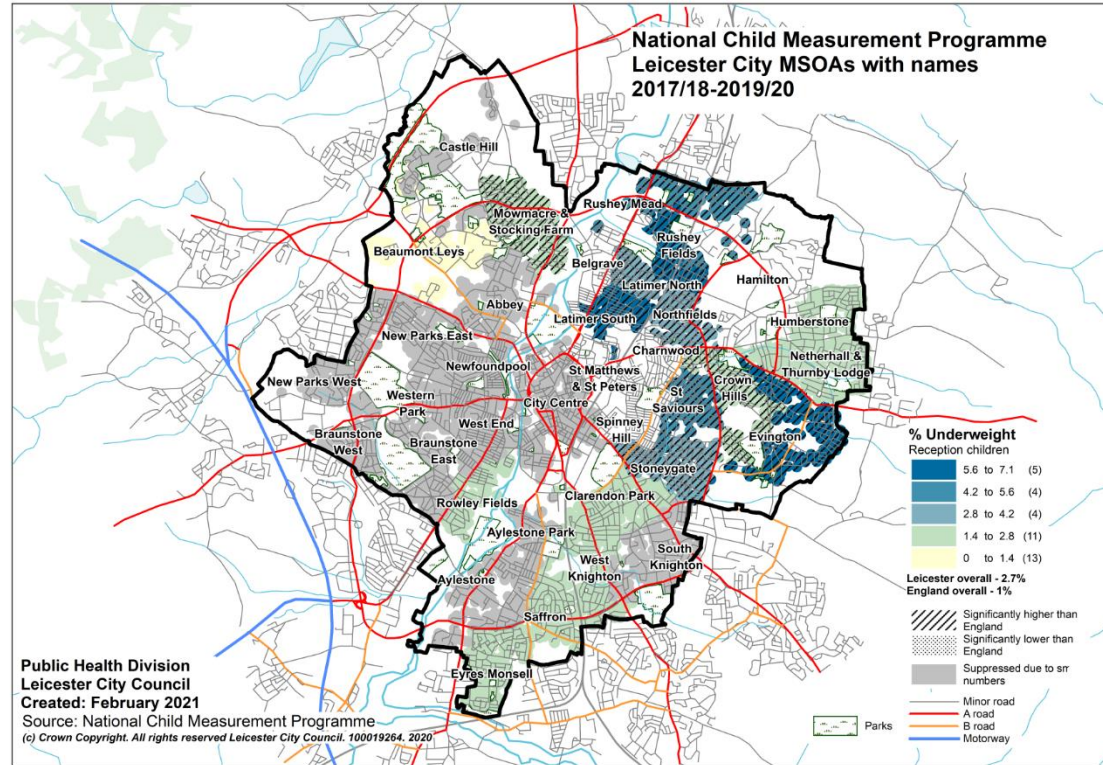 National Child Measurement Programme
Leicester City MSOAs with names
2017/18-2019/20
Castle Hill
Rushey Mead
Mowmacre &
Stocking Farm
Rushey
Fields
Beaumont Leys
Belgrave
Hamilton
Latimer North
Abbey
Latimer South
Northfields
Humberstone
New Parks East
Charnwood
Netherhall &
Thurnby Lodge
Newfoundpool
St Matthews
& St Peters
Crown
Hills
New Parks West
Western
Park
City Centre
St
Saviours
West End
Spinney
Hill
Evington
Braunstone
West
Braunstone
East
Stoneygate
Rowley Fields
Clarendon Park
Aylestone Park
South
Knighton
West
Knighton
Aylestone
Saffron
Eyres Monsell
% Underweight
Reception children
5.6 to 7.1 (5)
4.2 to 5.6 (4)
2.8 to 4.2 (4)
1.4 to 2.8 (11)
0 to 1.4 (13)
Leicester overall - 2.7%
England overall - 1%
Significantly higher than
England
Significantly lower than
England
Suppressed due to sm
numbers
Minor road
A road
B road
Motorway
Parks
Public Health Division
Leicester City Council
Created: February 2021
Source: National Child Measurement Programme
(c) Crown Copyright. All rights reserved Leicester City Council. 100019264. 2020